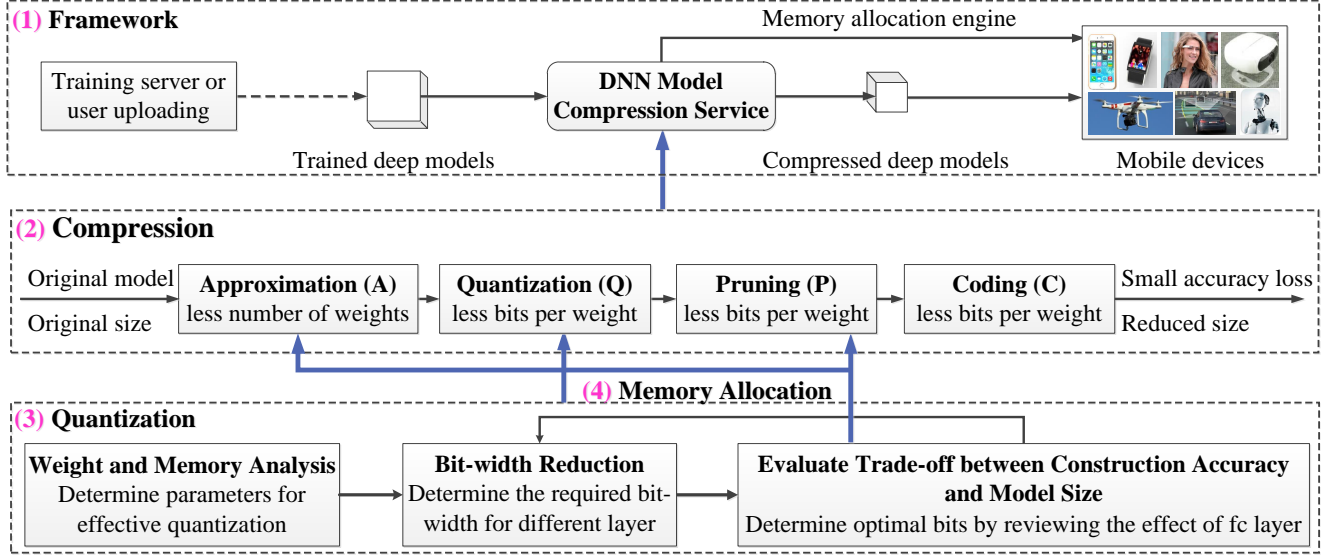 (1) Framework
Memory allocation engine
Training server or
user uploading
DNN Model
Compression Service
Trained deep models
Compressed deep models
Mobile devices
(2) Compression
Original model
Original size
Approximation (A)
less number of weights
Quantization (Q)
less bits per weight
Pruning (P)
less bits per weight
Coding (C)
less bits per weight
Small accuracy loss
Reduced size
(4) Memory Allocation
(3) Quantization
Weight and Memory Analysis
Determine parameters for
effective quantization
Bit-width Reduction
Determine the required bit-
width for different layer
Evaluate Trade-off between Construction Accuracy
and Model Size
Determine optimal bits by reviewing the effect of fc layer